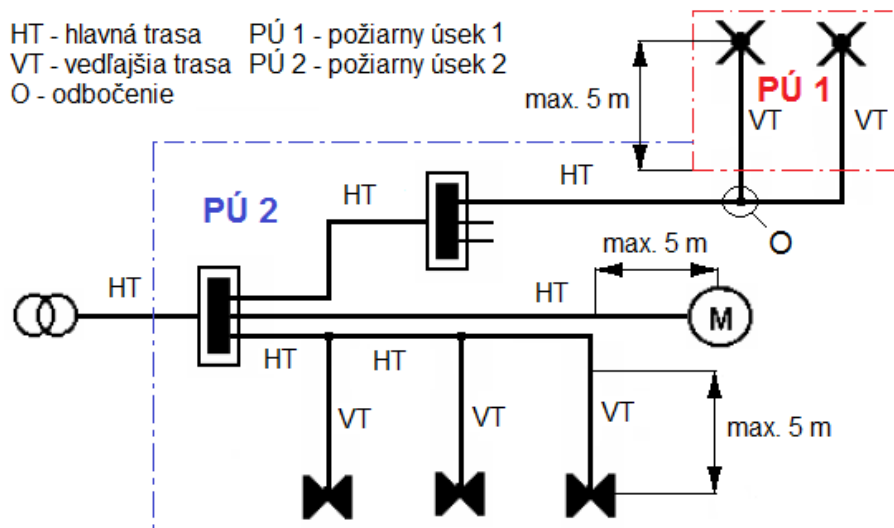 HT - hlavná trasa PÚ 1 - požiarny úsek 1
VT - vedľajšia trasa PÚ 2 - požiarny úsek 2
O - odbočenie
max. 5 m
PÚ 1
VT
VT
HT
HT
PÚ 2
O
max. 5 m
HT
HT
M
HT
HT
VT
VT
VT
max. 5 m